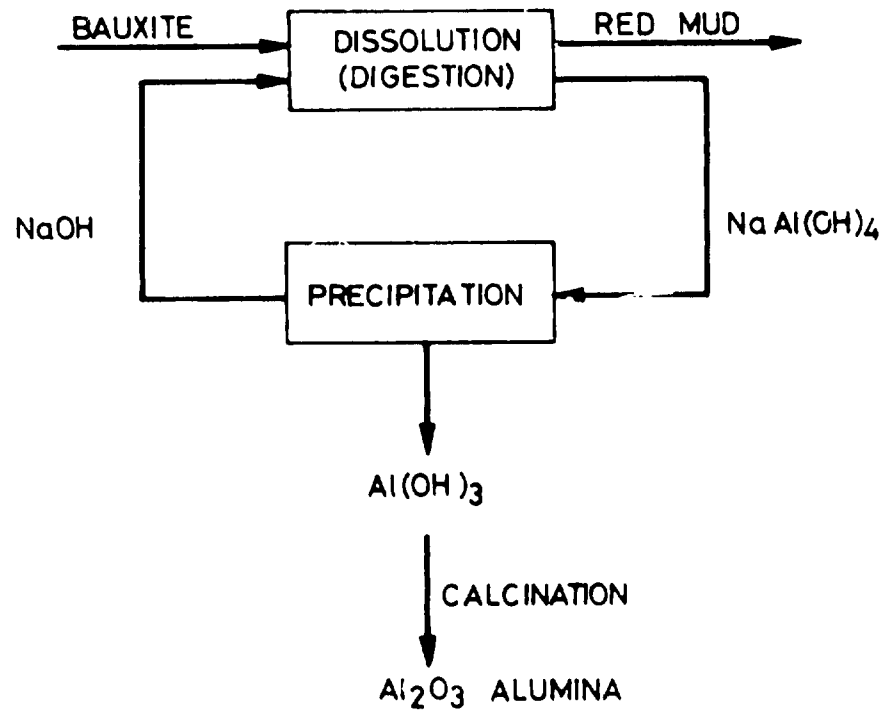 BAUXITE
DISSOLUTION
(DIGESTION)
RED MUD
NaOH
NaAl(OH)4
PRECIPITATION
Al(OH)3
CALCINATION
Al2O3 ALUMINA